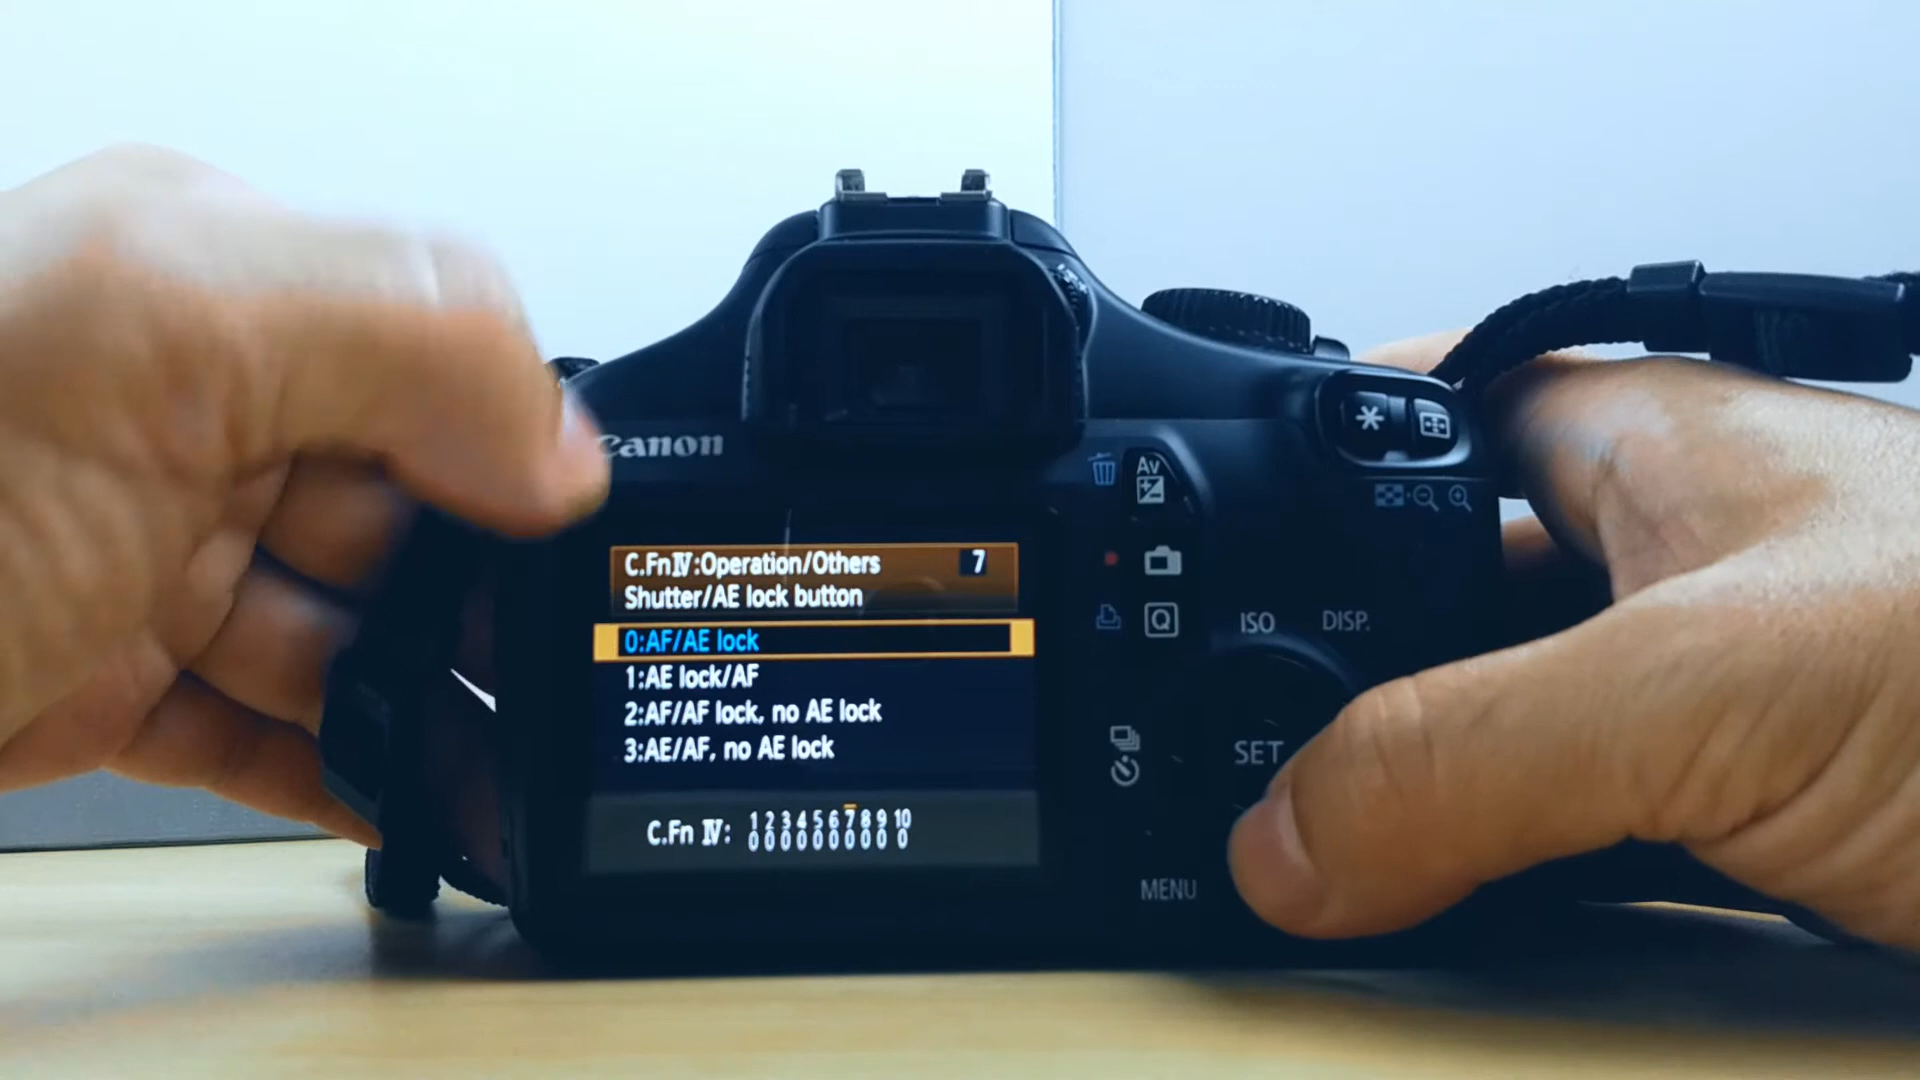 Canon
Av
C.Fn Ⅳ:Operation/Others 7
Shutter/AE lock button
0:AF/AE lock
1:AE lock/AF
2:AF/AF lock, no AE lock
3:AE/AF, no AE lock
C.Fn Ⅳ: 1 2 3 4 5 6 7 8 9 10
0 0 0 0 0 0 0 0 0 0
Q
ISO DISP.
SET
MENU